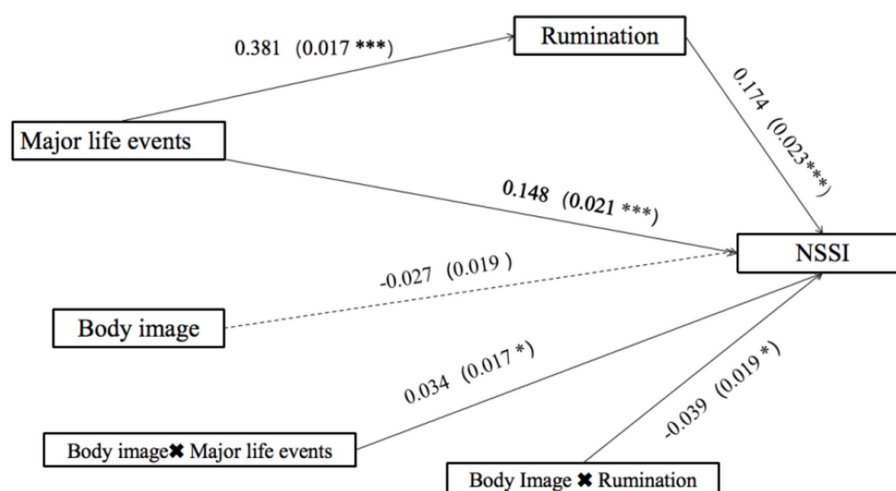 Rumination
0.381 (0.017 ***)
Major life events
0.174 (0.023***)
0.148 (0.021 ***)
NSSI
-0.027 (0.019 )
Body image
0.034 (0.017 *)
-0.039 (0.019 *)
Body image✖ Major life events
Body Image ✖ Rumination